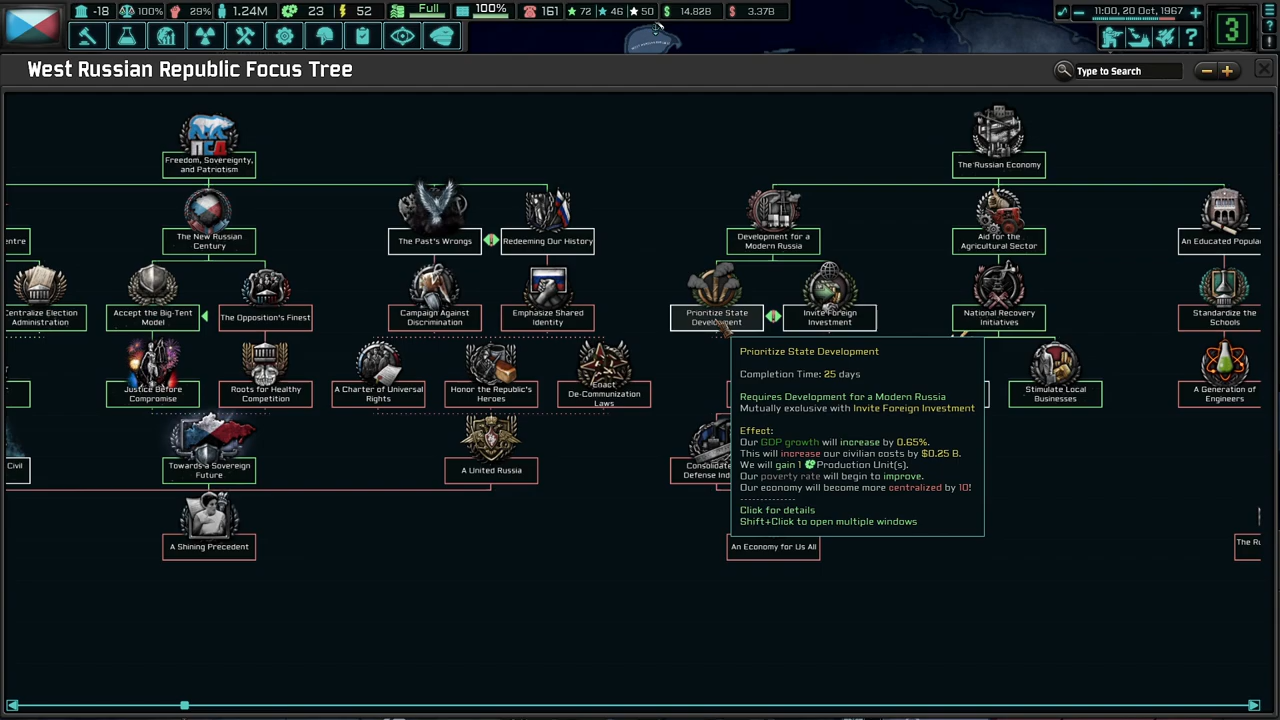 -18 100% 29% 1.24M 23 52 Full 100% 161 72 46 50 $ 14.82B $ 3.37B 11:00, 20 Oct, 1967
3
West Russian Republic Focus Tree
Type to Search
Freedom, Sovereignty,
and Patriotism
The Russian Economy
The New Russian
Century
The Past's Wrongs
Redeeming Our History
Development for a
Modern Russia
Aid for the
Agricultural Sector
An Educated Popula
entre
Centralize Election
Administration
Accept the Big-Tent
Model
The Opposition's Finest
Campaign Against
Discrimination
Emphasize Shared
Identity
Prioritize State
Development
Invite Foreign
Investment
National Recovery
Initiatives
Standardize the
Schools
Justice Before
Compromise
Roots for Healthy
Competition
A Charter of Universal
Rights
Honor the Republic's
Heroes
Enact
De-Communization
Laws
Stimulate Local
Businesses
A Generation of
Engineers
Civil
Towards a Sovereign
Future
A United Russia
Consolidate
Defense Ind
A Shining Precedent
An Economy for Us All
The Ru
Prioritize State Development
Completion Time: 25 days
Requires Development for a Modern Russia
Mutually exclusive with Invite Foreign Investment
Effect:
Our GDP growth will increase by 0.65%.
This will increase our civilian costs by $0.25 B.
We will gain 1 Production Unit(s).
Our poverty rate will begin to improve.
Our economy will become more centralized by 10!
--------------
Click for details
Shift+Click to open multiple windows